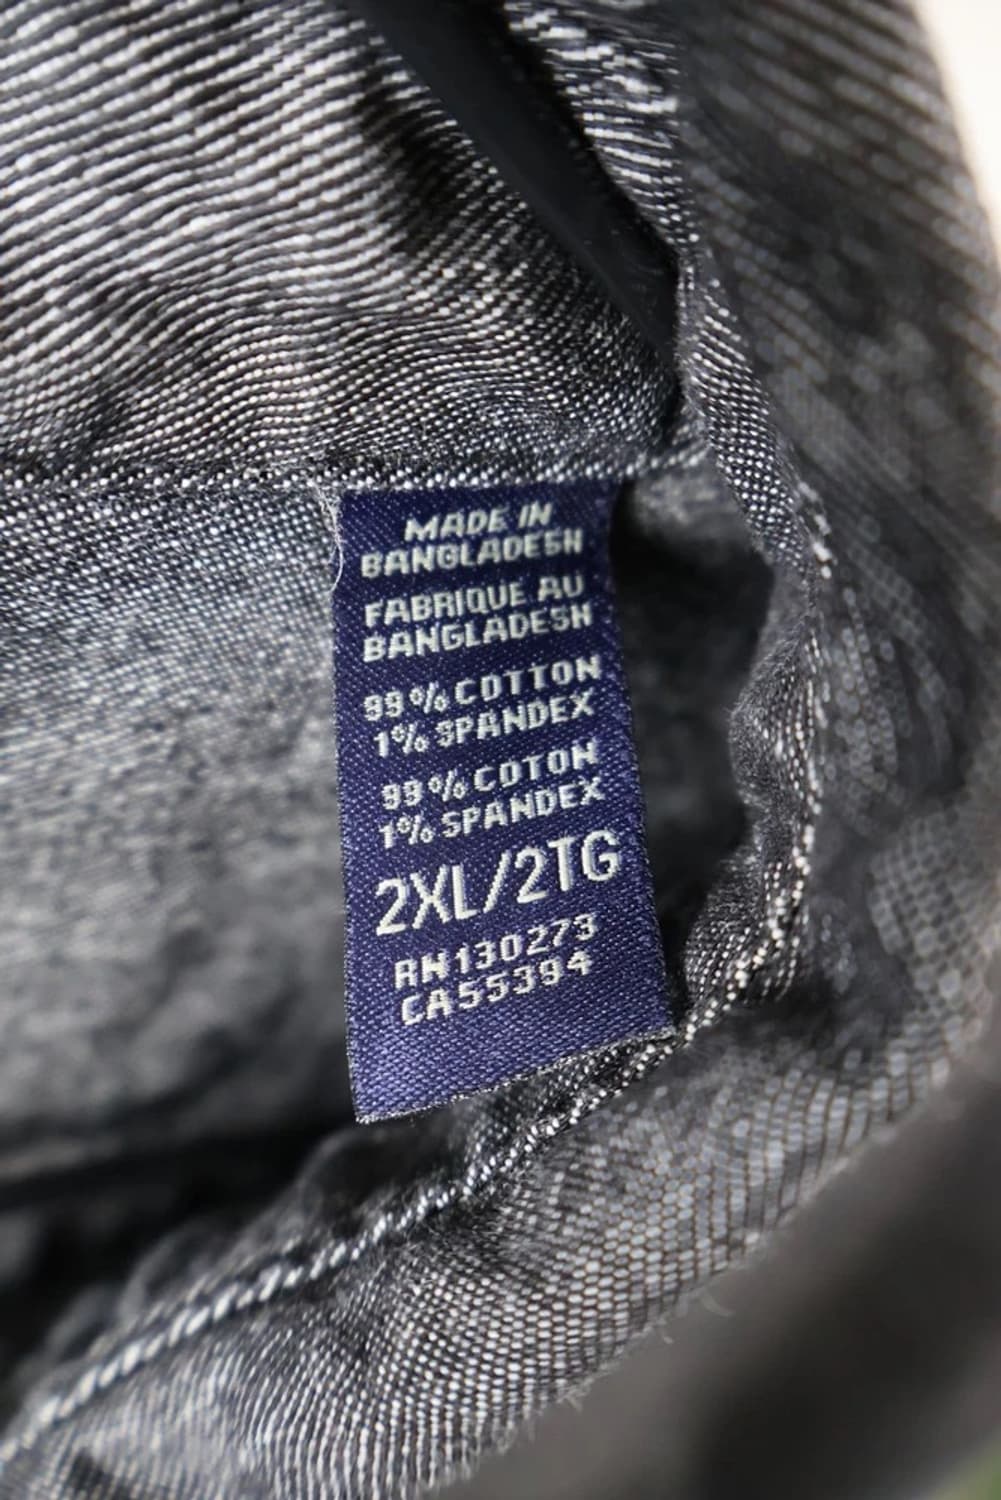 MADE IN
BANGLADESH
FABRIQUE AU
BANGLADESH
99% COTTON
1% SPANDEX
99% COTON
1% SPANDEX
2XL/2TG
RN130273
CA55394